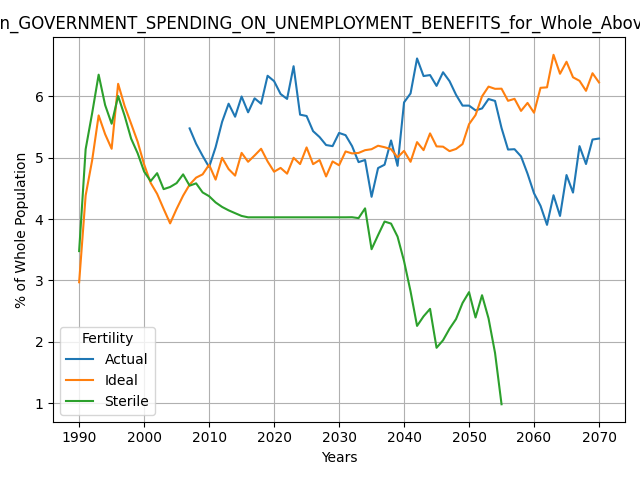 n_GOVERNMENT_SPENDING_ON_UNEMPLOYMENT_BENEFITS_for_Whole_Abov
% of Whole Population
6
5
4
3
2
1
Fertility
Actual
Ideal
Sterile
1990 2000 2010 2020 2030 2040 2050 2060 2070
Years